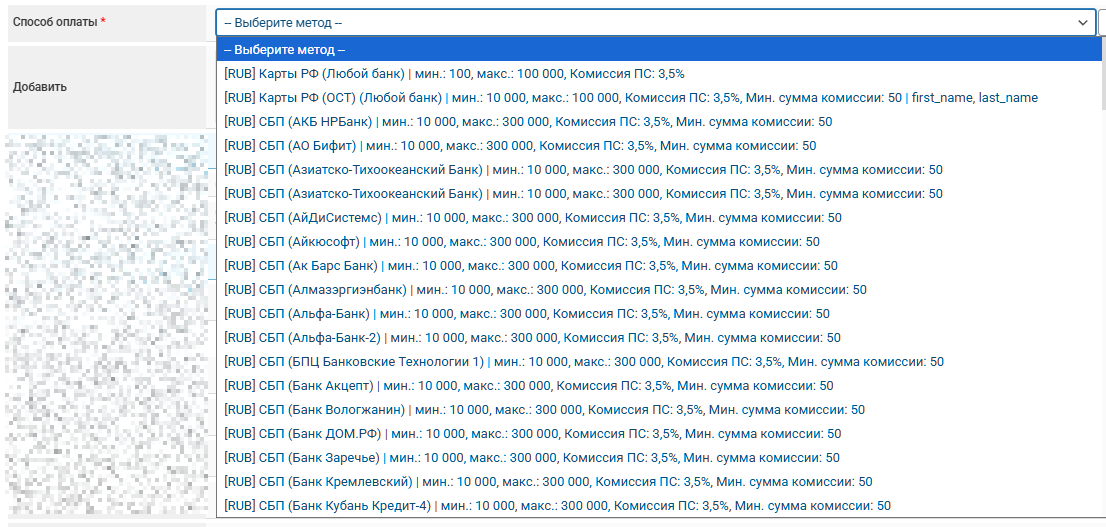 Способ оплаты *
-- Выберите метод --
-- Выберите метод --
Добавить
[RUB] Карты РФ (Любой банк) | мин.: 100, макс.: 100 000, Комиссия ПС: 3,5%
[RUB] Карты РФ (ОСТ) (Любой банк) | мин.: 10 000, макс.: 100 000, Комиссия ПС: 3,5%, Мин. сумма комиссии: 50 | first_name, last_name
[RUB] СБП (АКБ НРБанк) | мин.: 10 000, макс.: 300 000, Комиссия ПС: 3,5%, Мин. сумма комиссии: 50
[RUB] СБП (АО Бифит) | мин.: 10 000, макс.: 300 000, Комиссия ПС: 3,5%, Мин. сумма комиссии: 50
[RUB] СБП (Азиатско-Тихоокеанский Банк) | мин.: 10 000, макс.: 300 000, Комиссия ПС: 3,5%, Мин. сумма комиссии: 50
[RUB] СБП (Азиатско-Тихоокеанский Банк) | мин.: 10 000, макс.: 300 000, Комиссия ПС: 3,5%, Мин. сумма комиссии: 50
[RUB] СБП (АйДиСистемс) | мин.: 10 000, макс.: 300 000, Комиссия ПС: 3,5%, Мин. сумма комиссии: 50
[RUB] СБП (Айкюсофт) | мин.: 10 000, макс.: 300 000, Комиссия ПС: 3,5%, Мин. сумма комиссии: 50
[RUB] СБП (Ак Барс Банк) | мин.: 10 000, макс.: 300 000, Комиссия ПС: 3,5%, Мин. сумма комиссии: 50
[RUB] СБП (Алмазэргиэнбанк) | мин.: 10 000, макс.: 300 000, Комиссия ПС: 3,5%, Мин. сумма комиссии: 50
[RUB] СБП (Альфа-Банк) | мин.: 10 000, макс.: 300 000, Комиссия ПС: 3,5%, Мин. сумма комиссии: 50
[RUB] СБП (Альфа-Банк-2) | мин.: 10 000, макс.: 300 000, Комиссия ПС: 3,5%, Мин. сумма комиссии: 50
[RUB] СБП (БПЦ Банковские Технологии 1) | мин.: 10 000, макс.: 300 000, Комиссия ПС: 3,5%, Мин. сумма комиссии: 50
[RUB] СБП (Банк Акцепт) | мин.: 10 000, макс.: 300 000, Комиссия ПС: 3,5%, Мин. сумма комиссии: 50
[RUB] СБП (Банк Вологжанин) | мин.: 10 000, макс.: 300 000, Комиссия ПС: 3,5%, Мин. сумма комиссии: 50
[RUB] СБП (Банк ДОМ.РФ) | мин.: 10 000, макс.: 300 000, Комиссия ПС: 3,5%, Мин. сумма комиссии: 50
[RUB] СБП (Банк Заречье) | мин.: 10 000, макс.: 300 000, Комиссия ПС: 3,5%, Мин. сумма комиссии: 50
[RUB] СБП (Банк Кремлевский) | мин.: 10 000, макс.: 300 000, Комиссия ПС: 3,5%, Мин. сумма комиссии: 50
[RUB] СБП (Банк Кубань Кредит-4) | мин.: 10 000, макс.: 300 000, Комиссия ПС: 3,5%, Мин. сумма комиссии: 50